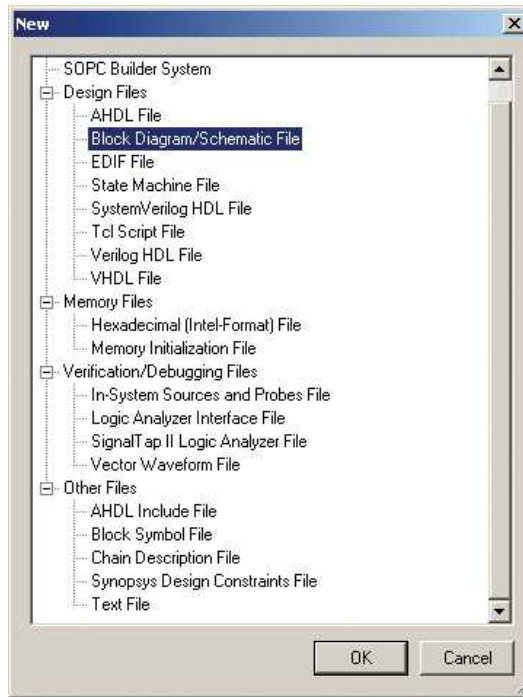 New
SOPC Builder System
Design Files
AHDL File
Block Diagram/Schematic File
EDIF File
State Machine File
SystemVerilog HDL File
Tcl Script File
Verilog HDL File
VHDL File
Memory Files
Hexadecimal (Intel-Format) File
Memory Initialization File
Verification/Debugging Files
In-System Sources and Probes File
Logic Analyzer Interface File
SignalTap II Logic Analyzer File
Vector Waveform File
Other Files
AHDL Include File
Block Symbol File
Chain Description File
Synopsys Design Constraints File
Text File
OK Cancel